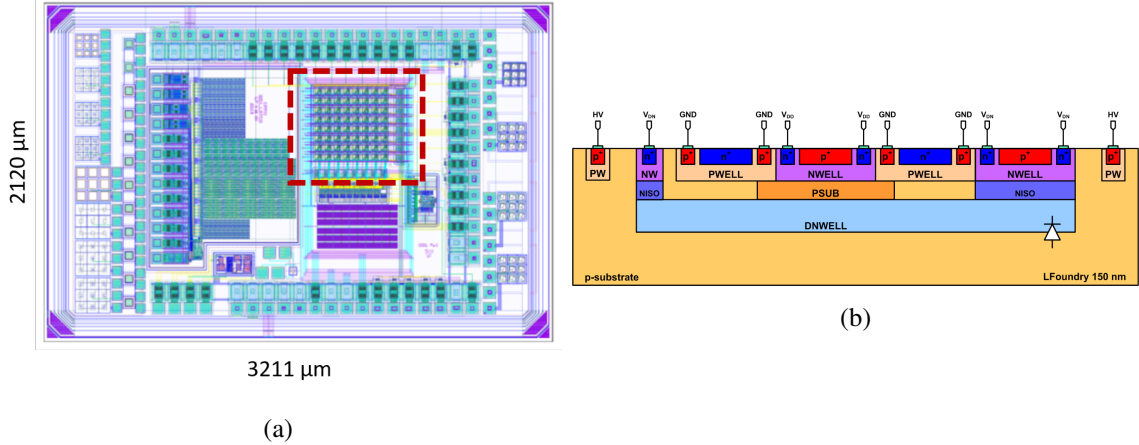 2120 μm
3211 μm
(a)
HV V_DN GND GND V_DD V_DD GND GND V_DN V_DN HV
p+ n+ p+ n+ p+ n+ p+ n+ p+ n+ p+ n+ p+ n+ p+
PW NW PWELL NWELL PWELL NWELL PW
NISO PSUB NISO
DNWELL
p-substrate LFoundry 150 nm
(b)